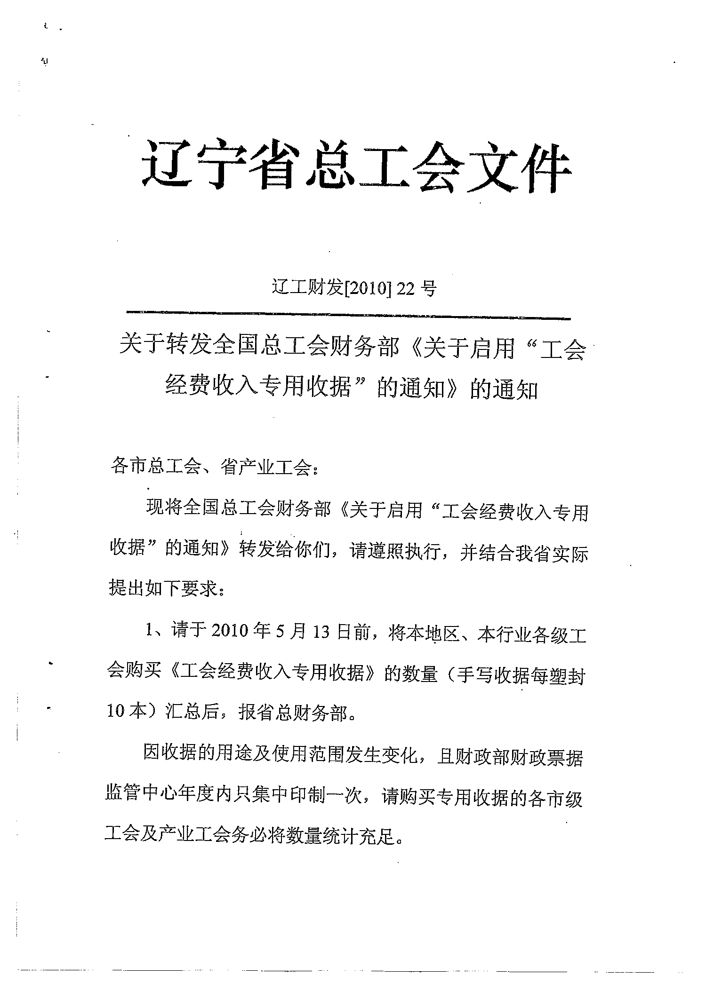 辽宁省总工会文件
辽工财发[2010] 22 号
关于转发全国总工会财务部《关于启用“工会
经费收入专用收据”的通知》的通知
各市总工会、省产业工会：
现将全国总工会财务部《关于启用“工会经费收入专用
收据”的通知》转发给你们，请遵照执行，并结合我省实际
提出如下要求：
1、请于 2010 年 5 月 13 日前，将本地区、本行业各级工
会购买《工会经费收入专用收据》的数量（手写收据每塑封
10 本）汇总后，报省总财务部。
因收据的用途及使用范围发生变化，且财政部财政票据
监管中心年度内只集中印制一次，请购买专用收据的各市级
工会及产业工会务必将数量统计充足。